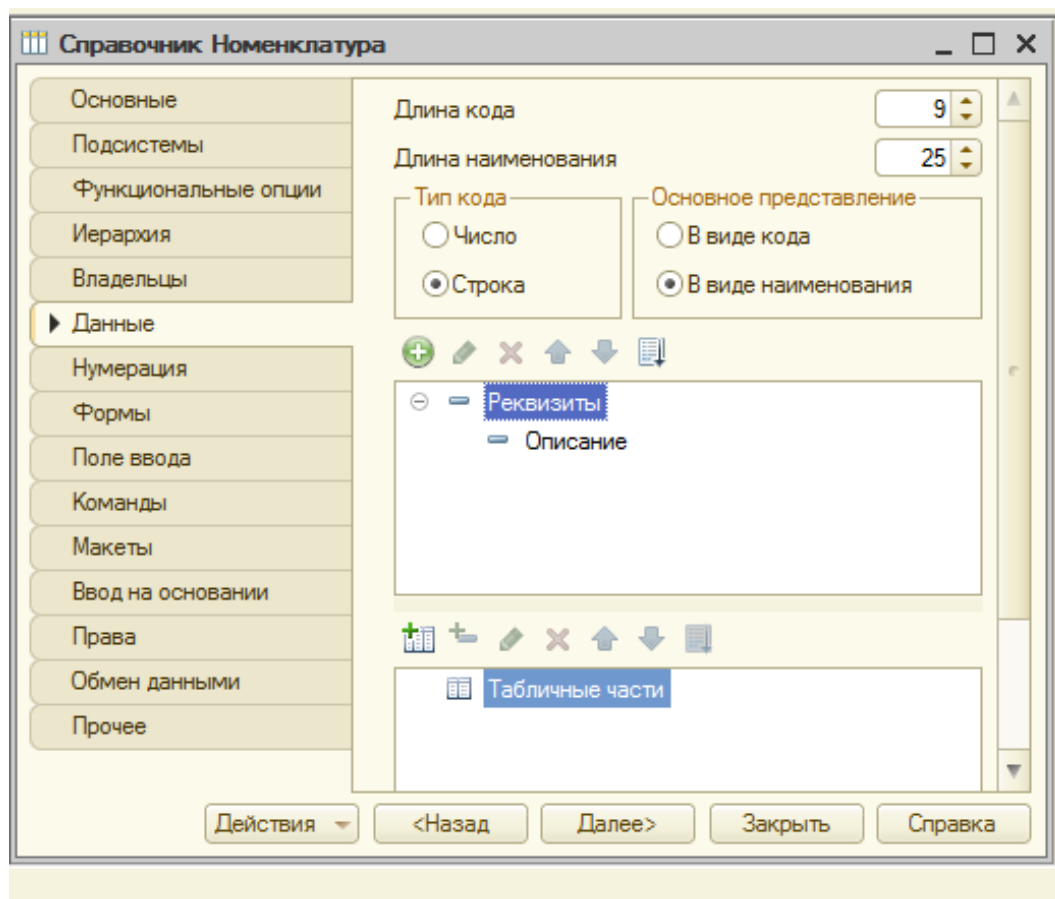 Справочник Номенклатура
Основные
Подсистемы
Функциональные опции
Иерархия
Владельцы
Данные
Нумерация
Формы
Поле ввода
Команды
Макеты
Ввод на основании
Права
Обмен данными
Прочее
Длина кода 9
Длина наименования 25
Тип кода
Число
Строка
Основное представление
В виде кода
В виде наименования
Реквизиты
Описание
Табличные части
Действия <Назад Далее> Закрыть Справка